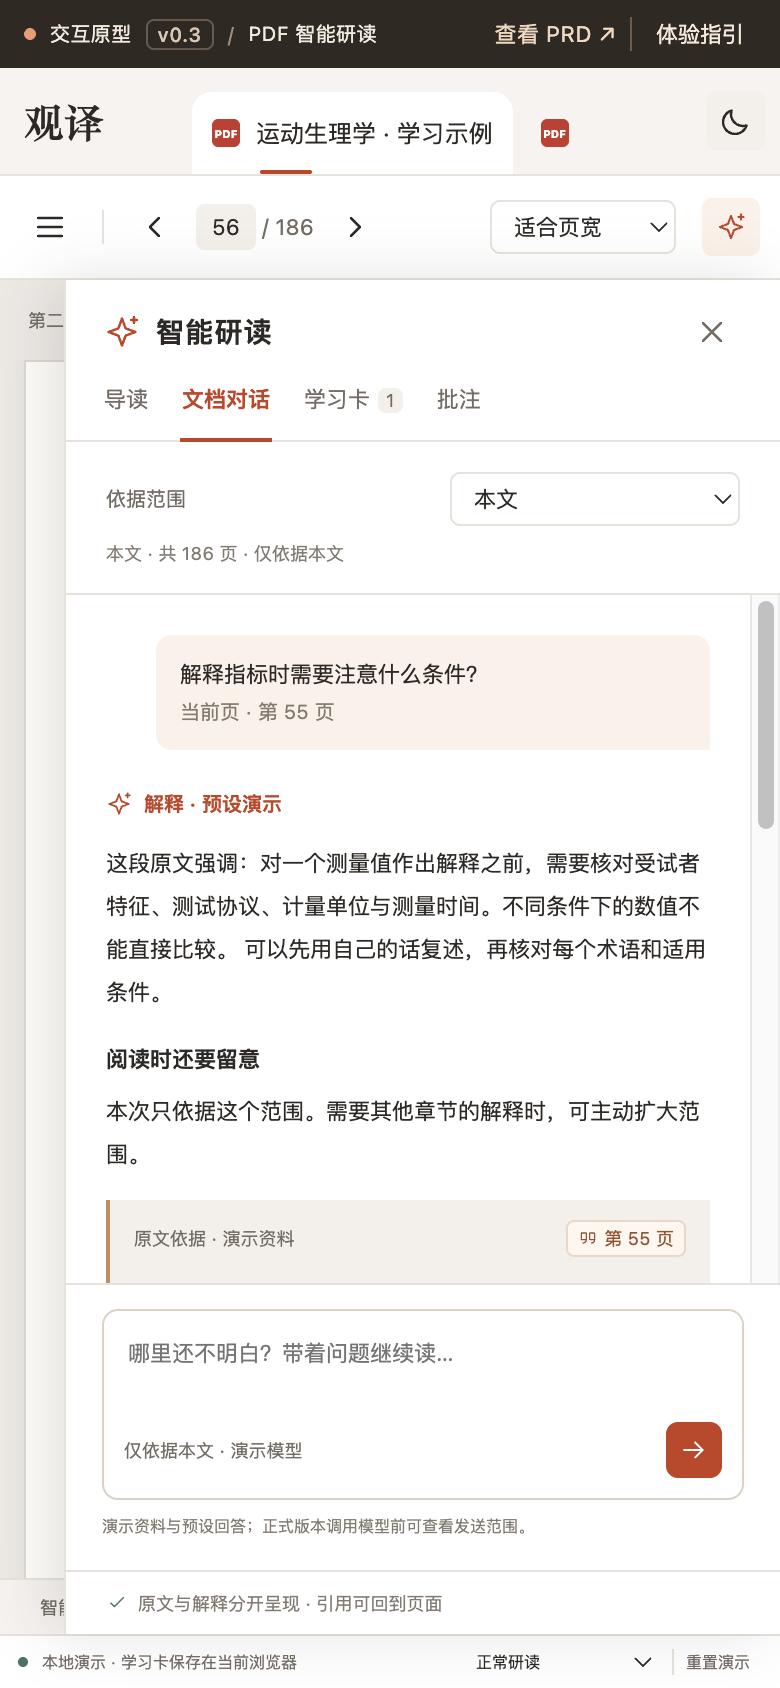 交互原型 v0.3 / PDF 智能研读 查看 PRD ↗ 体验指引
观译 PDF 运动生理学 · 学习示例 PDF
56 / 186 适合页宽
第二
智能研读
导读 文档对话 学习卡 1 批注
依据范围 本文
本文 · 共 186 页 · 仅依据本文
解释指标时需要注意什么条件?
当前页 · 第 55 页
解释 · 预设演示
这段原文强调：对一个测量值作出解释之前，需要核对受试者
特征、测试协议、计量单位与测量时间。不同条件下的数值不
能直接比较。 可以先用自己的话复述，再核对每个术语和适用
条件。
阅读时还要留意
本次只依据这个范围。需要其他章节的解释时，可主动扩大范
围。
原文依据 · 演示资料 第 55 页
哪里还不明白？带着问题继续读...
仅依据本文 · 演示模型
演示资料与预设回答；正式版本调用模型前可查看发送范围。
智
原文与解释分开呈现 · 引用可回到页面
本地演示 · 学习卡保存在当前浏览器 正常研读 重置演示